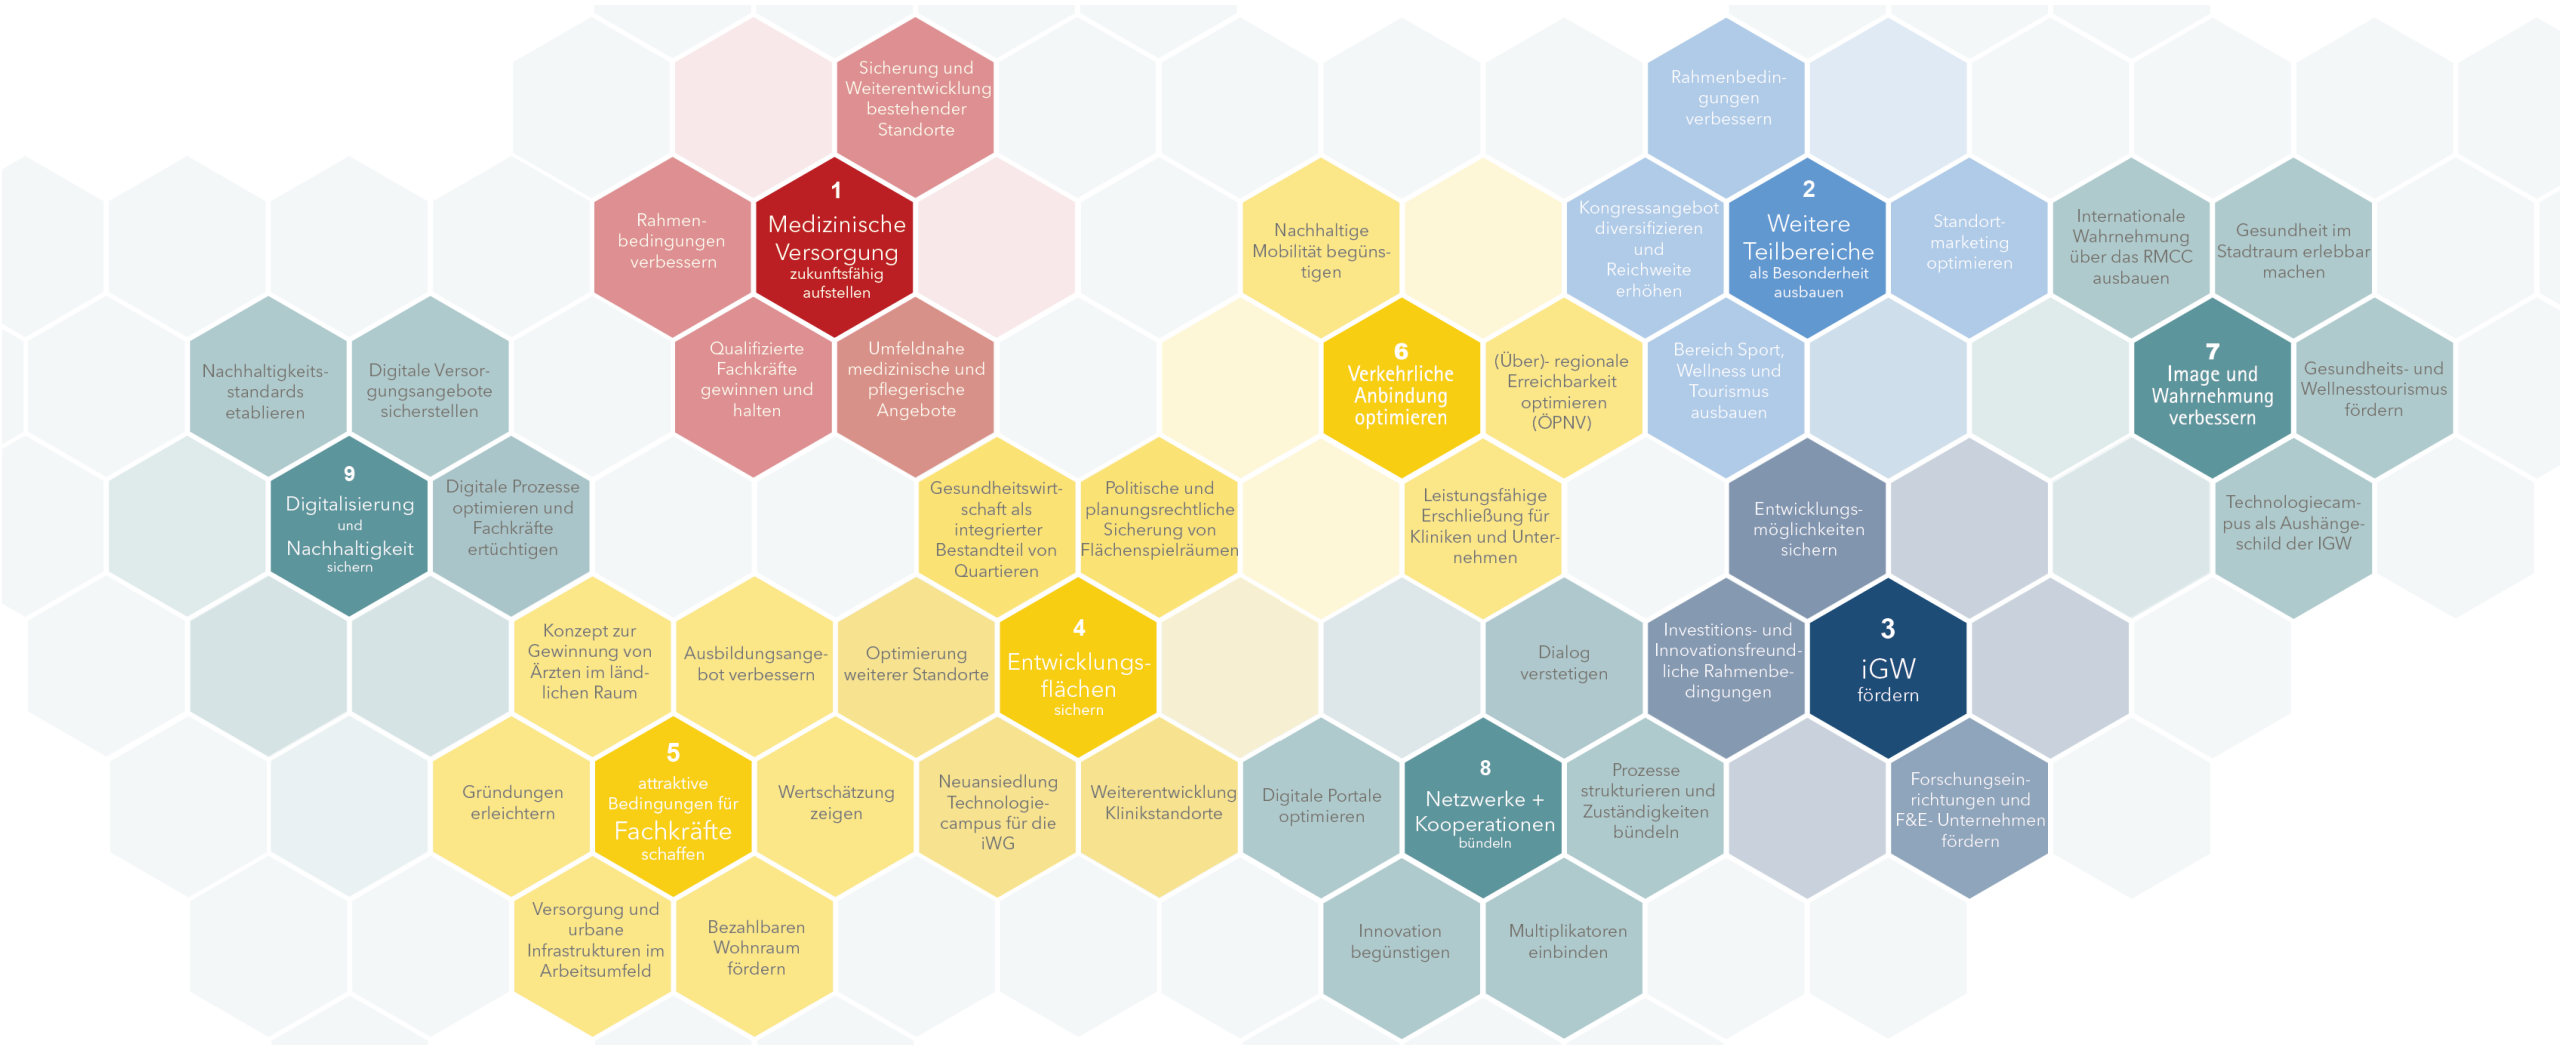 Sicherung und
Weiterentwicklung
bestehender
Standorte
Rahmen-
bedingungen
verbessern
1
Medizinische
Versorgung
zukunftsfähig
aufstellen
Qualifizierte
Fachkräfte
gewinnen und
halten
Umfeldnahe
medizinische und
pflegerische
Angebote
Rahmenbedin-
gungen
verbessern
Kongressangebot
diversifizieren
und
Reichweite
erhöhen
2
Weitere
Teilbereiche
als Besonderheit
ausbauen
Standort-
marketing
optimieren
Bereich Sport,
Wellness und
Tourismus
ausbauen
Nachhaltige
Mobilität begüns-
tigen
6
Verkehrliche
Anbindung
optimieren
(Über)- regionale
Erreichbarkeit
optimieren
(ÖPNV)
Leistungsfähige
Erschließung für
Kliniken und Unter-
nehmen
Internationale
Wahrnehmung
über das RMCC
ausbauen
Gesundheit im
Stadtraum erlebbar
machen
7
Image und
Wahrnehmung
verbessern
Gesundheits- und
Wellnesstourismus
fördern
Technologiecam-
pus als Aushänge-
schild der IGW
Nachhaltigkeits-
standards
etablieren
Digitale Versor-
gungsangebote
sicherstellen
9
Digitalisierung
und
Nachhaltigkeit
sichern
Digitale Prozesse
optimieren und
Fachkräfte
ertüchtigen
Gesundheitswirt-
schaft als
integrierter
Bestandteil von
Quartieren
Politische und
planungsrechtliche
Sicherung von
Flächenspielräumen
Optimierung
weiterer Standorte
4
Entwicklungs-
flächen
sichern
Neuansiedlung
Technologie-
campus für die
iWG
Weiterentwicklung
Klinikstandorte
Konzept zur
Gewinnung von
Ärzten im länd-
lichen Raum
Ausbildungsange-
bot verbessern
Gründungen
erleichtern
5
attraktive
Bedingungen für
Fachkräfte
schaffen
Wertschätzung
zeigen
Versorgung und
urbane
Infrastrukturen im
Arbeitsumfeld
Bezahlbaren
Wohnraum
fördern
Entwicklungs-
möglichkeiten
sichern
Investitions- und
Innovationsfreund-
liche Rahmenbe-
dingungen
3
iGW
fördern
Forschungsein-
richtungen und
F&E- Unternehmen
fördern
Dialog
verstetigen
Digitale Portale
optimieren
8
Netzwerke +
Kooperationen
bündeln
Prozesse
strukturieren und
Zuständigkeiten
bündeln
Innovation
begünstigen
Multiplikatoren
einbinden